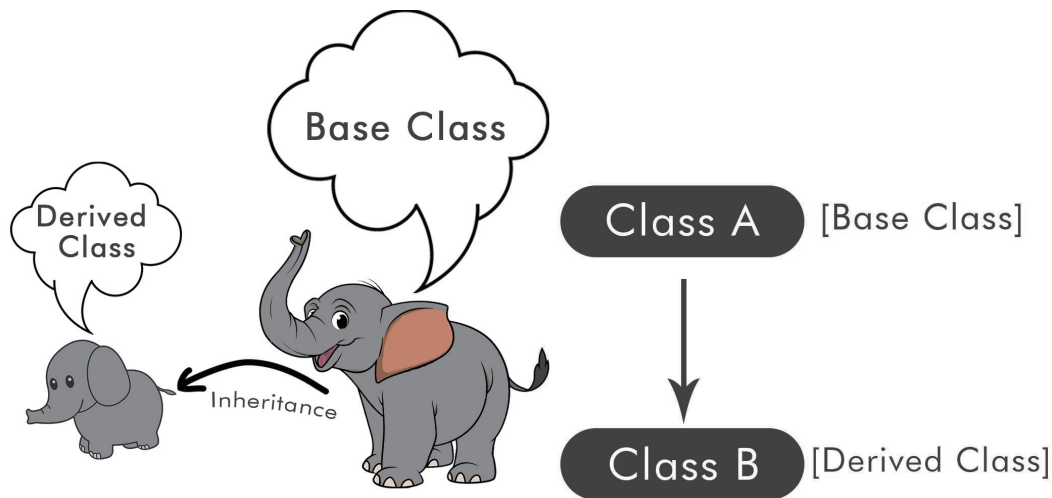 Base Class
Derived
Class
Inheritance
Class A
[Base Class]
Class B
[Derived Class]